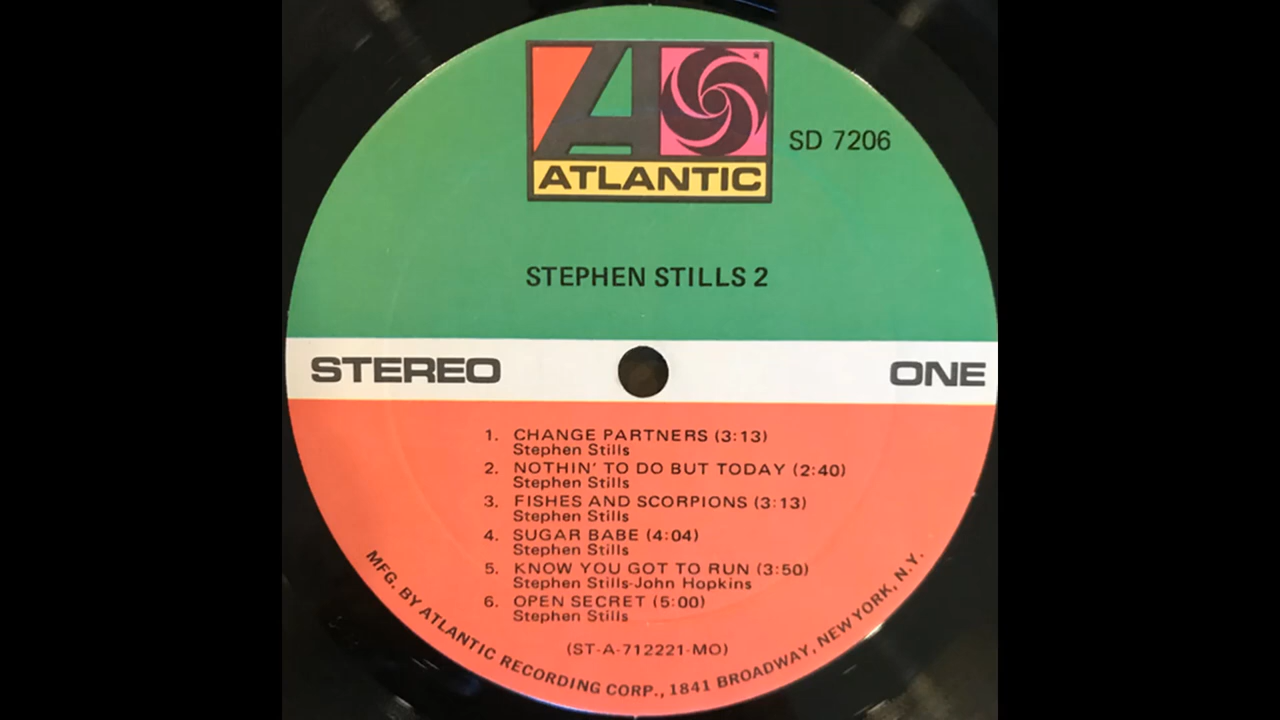 ATLANTIC
SD 7206
STEPHEN STILLS 2
STEREO
ONE
1. CHANGE PARTNERS (3:13)
Stephen Stills
2. NOTHIN' TO DO BUT TODAY (2:40)
Stephen Stills
3. FISHES AND SCORPIONS (3:13)
Stephen Stills
4. SUGAR BABE (4:04)
Stephen Stills
5. KNOW YOU GOT TO RUN (3:50)
Stephen Stills-John Hopkins
6. OPEN SECRET (5:00)
Stephen Stills
(ST-A-712221-MO)
MFG. BY ATLANTIC RECORDING CORP., 1841 BROADWAY, NEW YORK, N.Y.